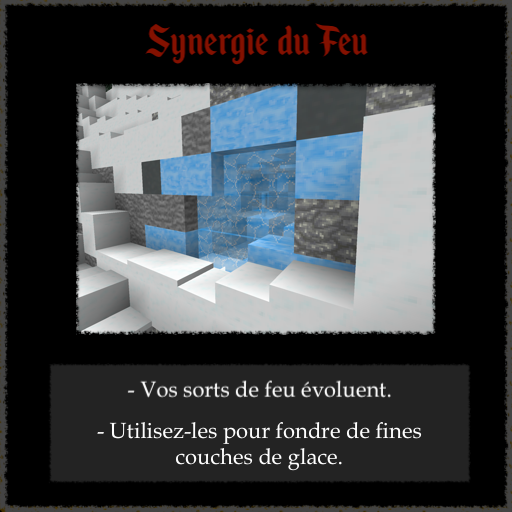 Synergie du Feu
- Vos sorts de feu évoluent.
- Utilisez-les pour fondre de fines
couches de glace.